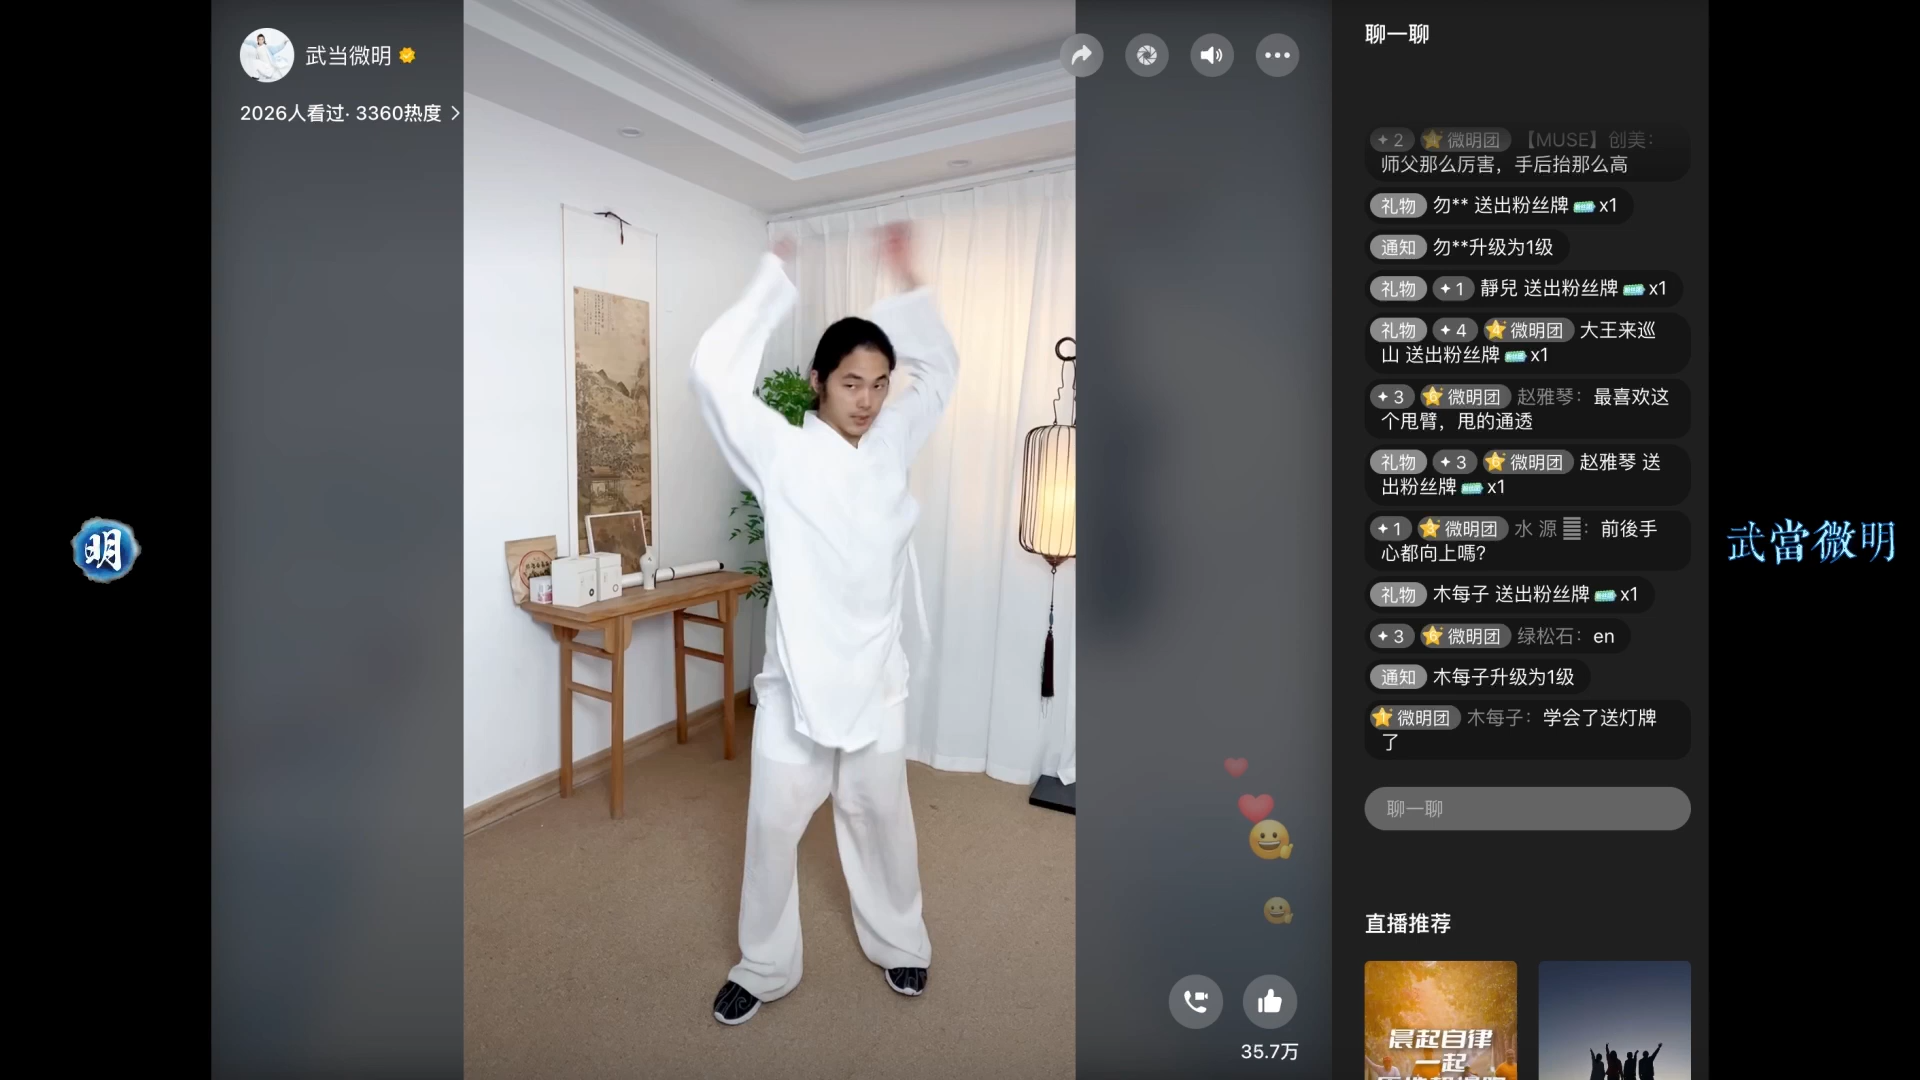 武当微明
2026人看过· 3360热度
聊一聊
✦2 微明团 【MUSE】创美：
师父那么厉害，手后抬那么高
礼物 勿** 送出粉丝牌 x1
通知 勿**升级为1级
礼物 ✦1 靜兒 送出粉丝牌 x1
礼物 ✦4 4 微明团 大王来巡
山 送出粉丝牌 x1
✦3 6 微明团 赵雅琴：最喜欢这
个甩臂，甩的通透
礼物 ✦3 6 微明团 赵雅琴 送
出粉丝牌 x1
✦1 3 微明团 水 源 ䷁：前後手
心都向上嗎?
礼物 木每子 送出粉丝牌 x1
✦3 6 微明团 绿松石：en
通知 木每子升级为1级
1 微明团 木每子：学会了送灯牌
了
聊一聊
明
武當微明
直播推荐
晨起自律
一起
35.7万